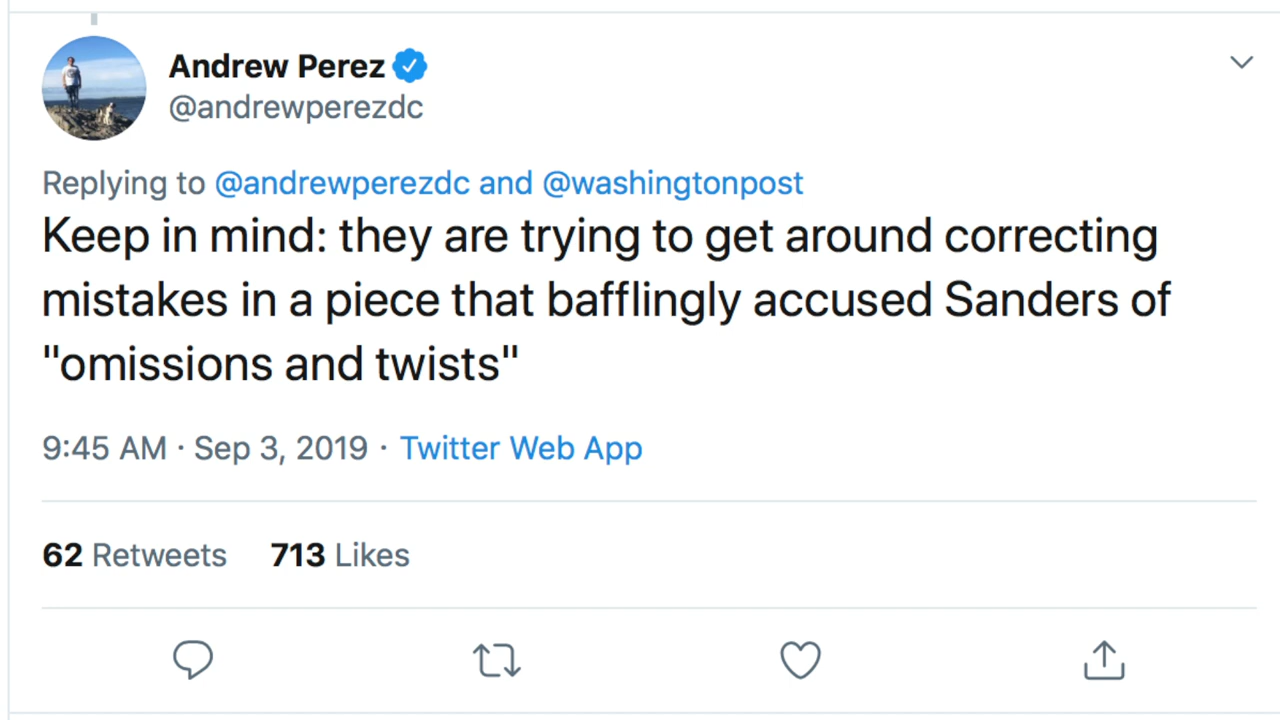 Andrew Perez
@andrewperezdc
Replying to @andrewperezdc and @washingtonpost
Keep in mind: they are trying to get around correcting
mistakes in a piece that bafflingly accused Sanders of
"omissions and twists"
9:45 AM · Sep 3, 2019 · Twitter Web App
62 Retweets 713 Likes